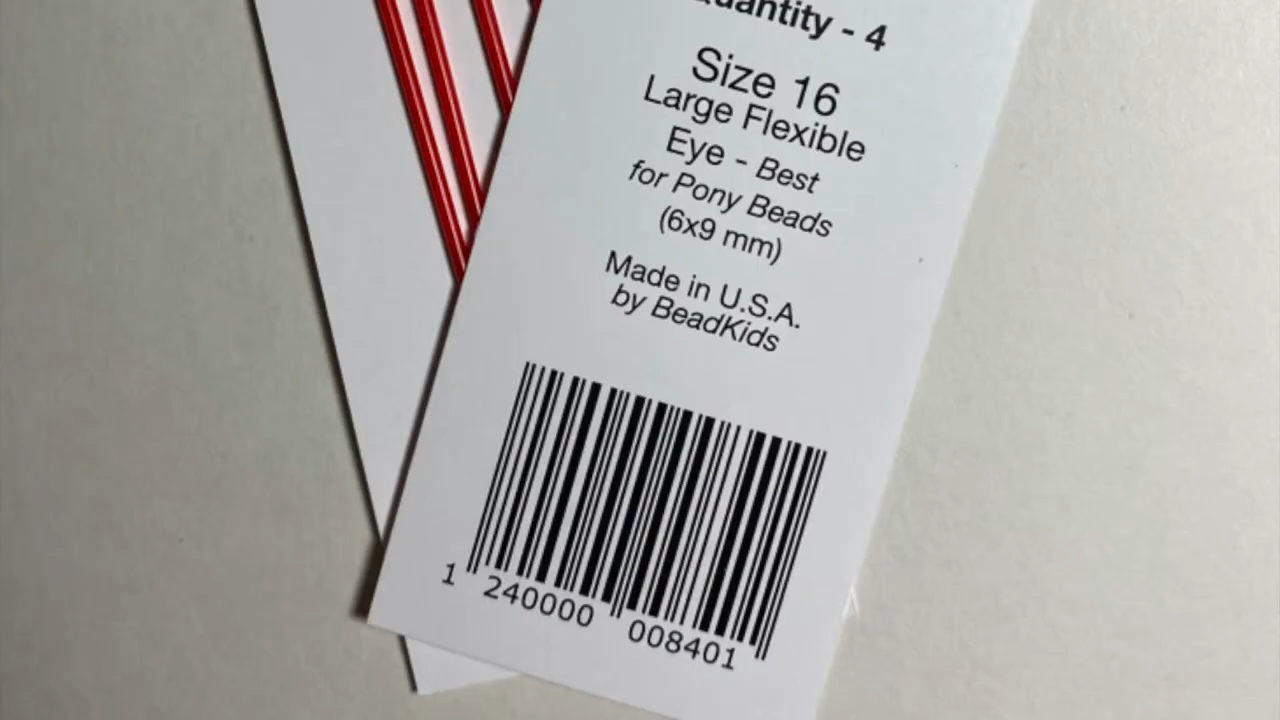 Quantity - 4
Size 16
Large Flexible
Eye - Best
for Pony Beads
(6x9 mm)
Made in U.S.A.
by BeadKids
1 240000 008401